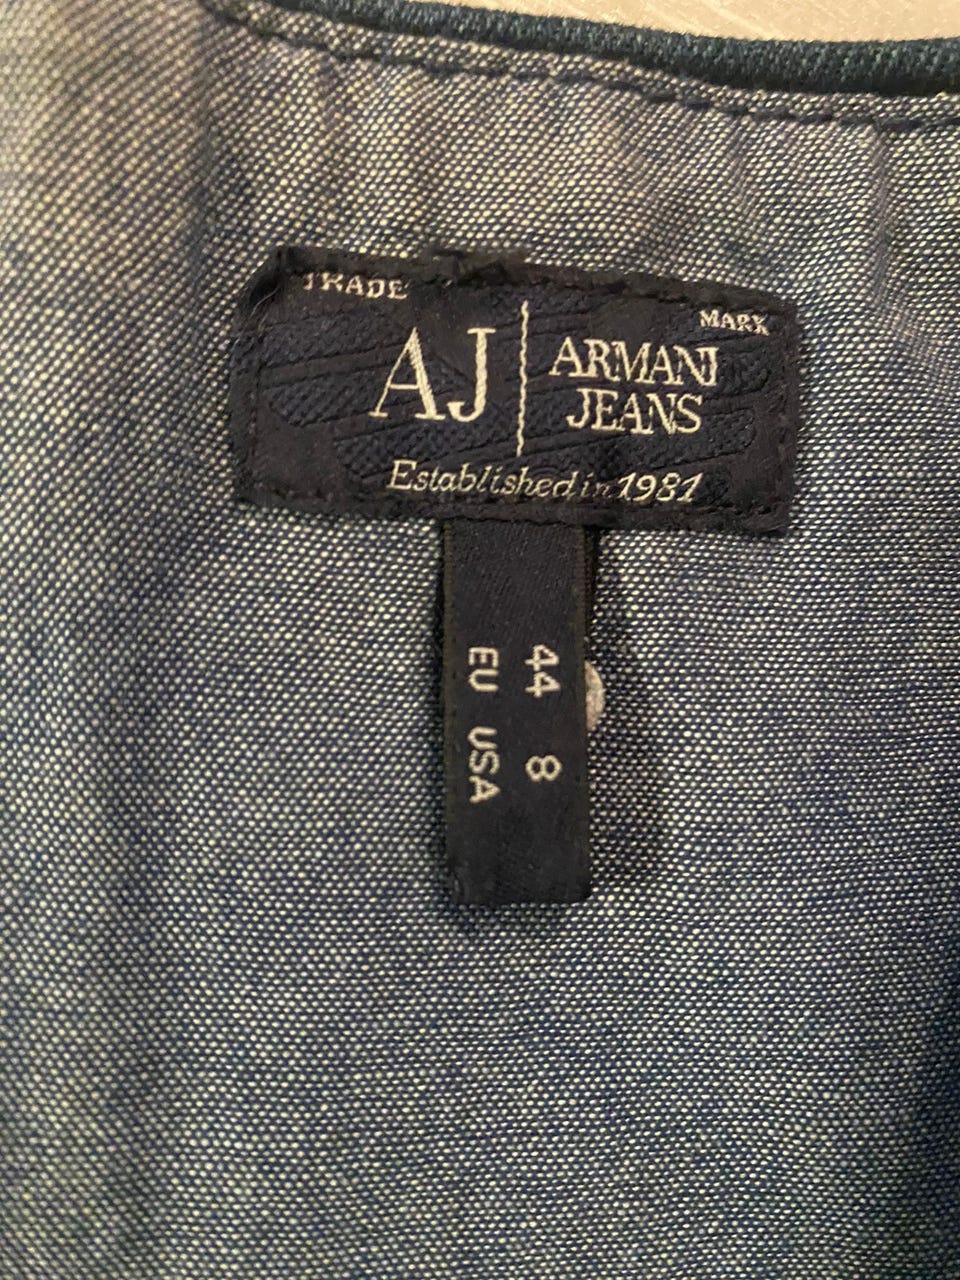 TRADE
MARK
AJ
ARMANI
JEANS
Established in 1981
44 8
EU USA